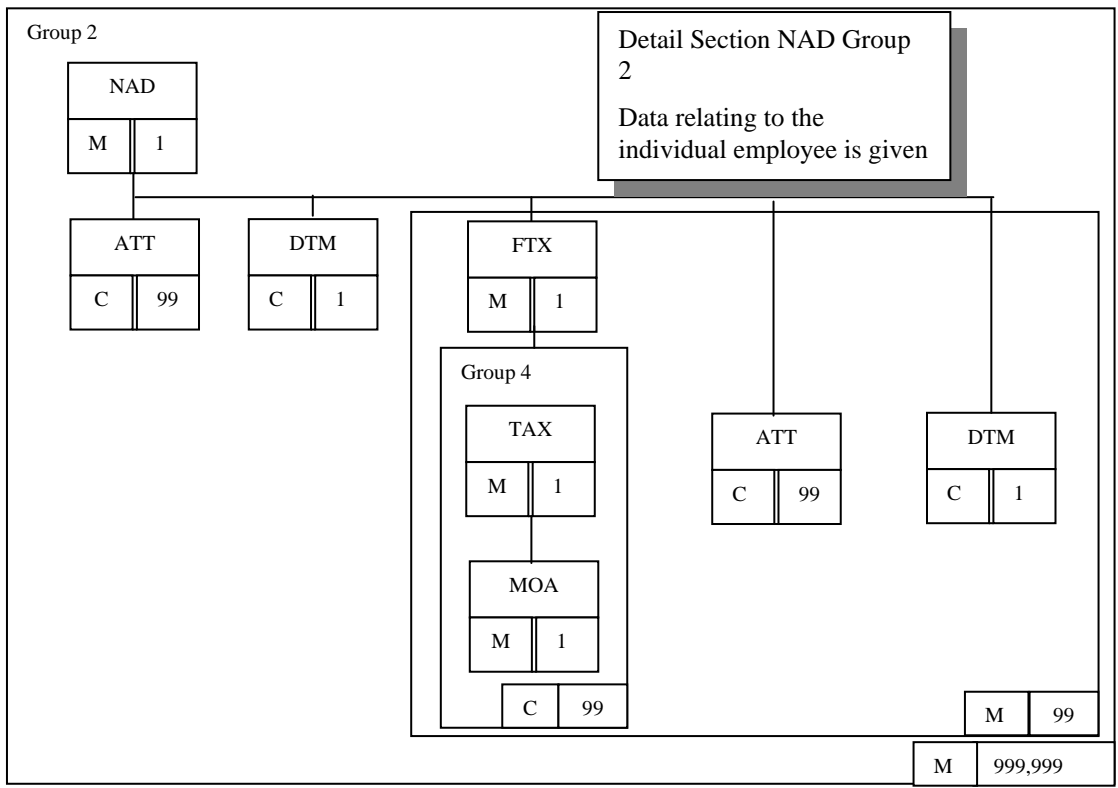 Group 2
Detail Section NAD Group
2
Data relating to the
individual employee is given
NAD
M 1
ATT
C 99
DTM
C 1
FTX
M 1
Group 4
TAX
M 1
MOA
M 1
C 99
ATT
C 99
DTM
C 1
M 99
M 999,999